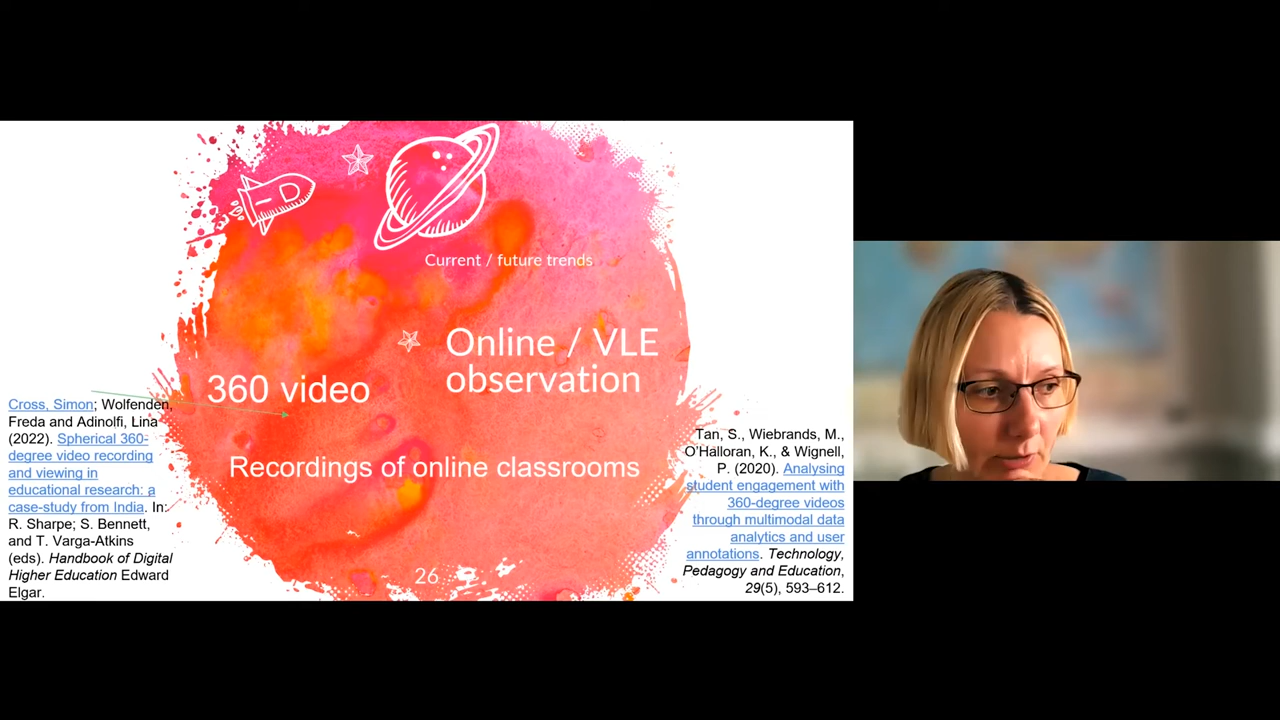 Current / future trends
Online / VLE
observation
360 video
Recordings of online classrooms
Cross, Simon; Wolfenden,
Freda and Adinolfi, Lina
(2022). Spherical 360-
degree video recording
and viewing in
educational research: a
case-study from India. In:
R. Sharpe; S. Bennett,
and T. Varga-Atkins
(eds). Handbook of Digital
Higher Education Edward
Elgar.
Tan, S., Wiebrands, M.,
O'Halloran, K., & Wignell,
P. (2020). Analysing
student engagement with
360-degree videos
through multimodal data
analytics and user
annotations. Technology,
Pedagogy and Education,
29(5), 593–612.
26